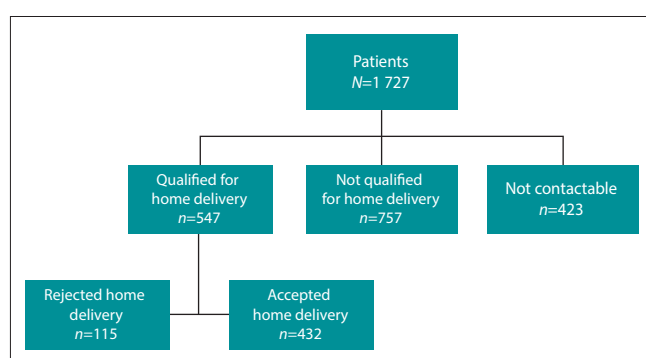 Patients
N=1 727
Qualified for
home delivery
n=547
Not qualified
for home delivery
n=757
Not contactable
n=423
Rejected home
delivery
n=115
Accepted
home delivery
n=432